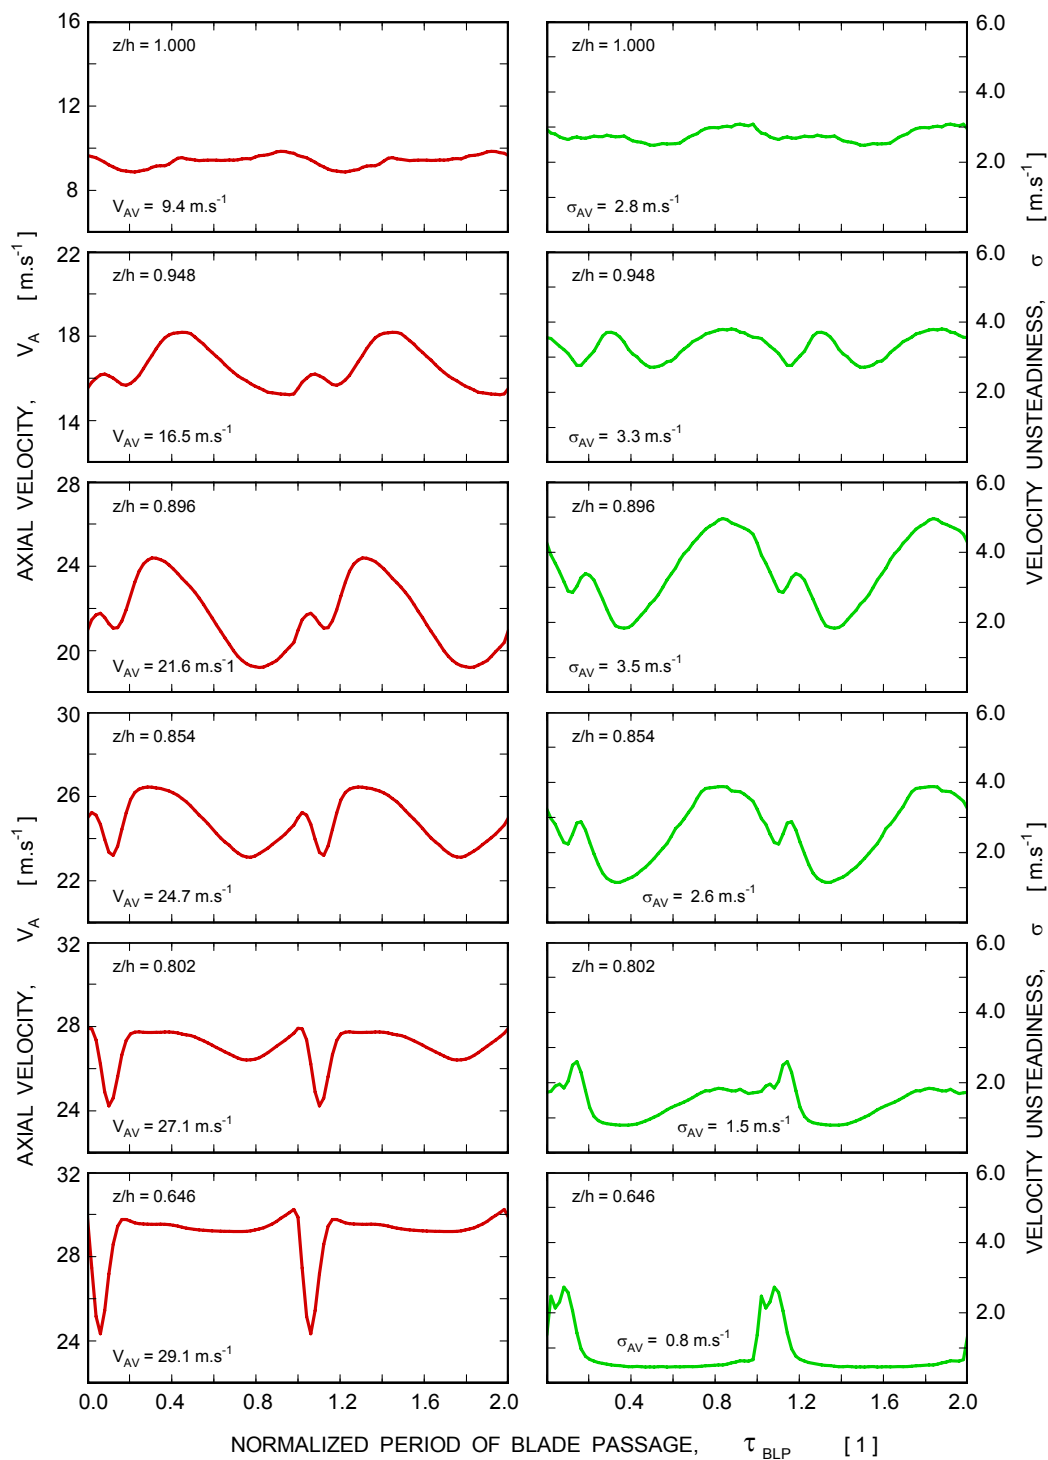 16
z/h = 1.000
12
8
V_AV = 9.4 m.s⁻¹
z/h = 1.000
6.0
4.0
2.0
σ_AV = 2.8 m.s⁻¹
22
z/h = 0.948
18
14
V_AV = 16.5 m.s⁻¹
z/h = 0.948
6.0
4.0
2.0
σ_AV = 3.3 m.s⁻¹
28
z/h = 0.896
24
20
V_AV = 21.6 m.s⁻¹
z/h = 0.896
6.0
4.0
2.0
σ_AV = 3.5 m.s⁻¹
30
z/h = 0.854
26
22
V_AV = 24.7 m.s⁻¹
z/h = 0.854
6.0
4.0
2.0
σ_AV = 2.6 m.s⁻¹
32
z/h = 0.802
28
24
V_AV = 27.1 m.s⁻¹
z/h = 0.802
6.0
4.0
2.0
σ_AV = 1.5 m.s⁻¹
32
z/h = 0.646
28
24
V_AV = 29.1 m.s⁻¹
z/h = 0.646
6.0
4.0
2.0
σ_AV = 0.8 m.s⁻¹
0.0 0.4 0.8 1.2 1.6 2.0
0.4 0.8 1.2 1.6 2.0
NORMALIZED PERIOD OF BLADE PASSAGE, τ_BLP [ 1 ]
AXIAL VELOCITY, V_A [ m.s⁻¹ ]
AXIAL VELOCITY, V_A [ m.s⁻¹ ]
VELOCITY UNSTEADINESS, σ [ m.s⁻¹ ]
VELOCITY UNSTEADINESS, σ [ m.s⁻¹ ]